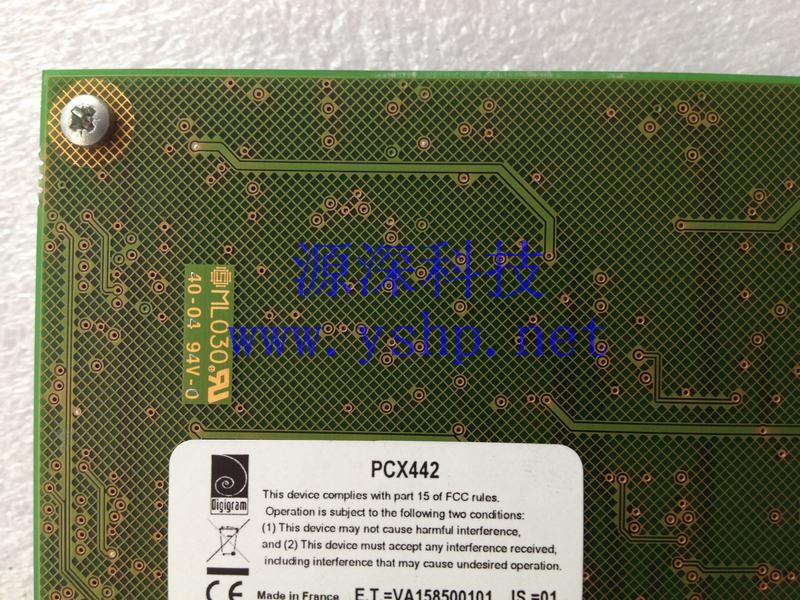 源深科技
www.yshp.net
ML030
40-04 94V-0
PCX442
Digigram
This device complies with part 15 of FCC rules.
Operation is subject to the following two conditions:
(1) This device may not cause harmful interference,
and (2) This device must accept any interference received,
including interference that may cause undesired operation.
CE Made in France E.T =VA158500101 IS =01